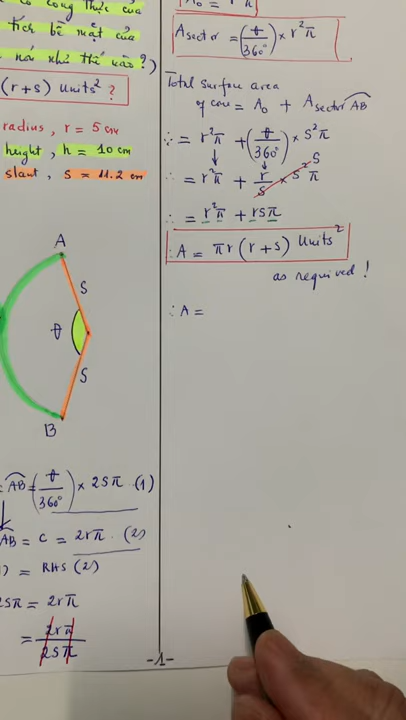 công thức của
tích bề mặt của
nói như thế nào?)
(r+s) Units² ?
radius, r = 5 cm
height, h = 10 cm
slant, s ≈ 11.2 cm
A
S
θ
S
B
AB = (θ/360°) × 2sπ (1)
AB = C = 2rπ. (2)
) = RHS (2)
2sπ = 2rπ
= 2rπ/2sπ
A₀ = r²π
A sector = (θ/360°) × r²π
Total surface area
of cone = A₀ + A sector AB
∴ = r²π + (θ/360°) × s²π
∴ = r²π + r/s × s²π
s
∴ = r²π + rsπ
∴ A = πr(r+s) Units²
as required!
∴ A =
-1-